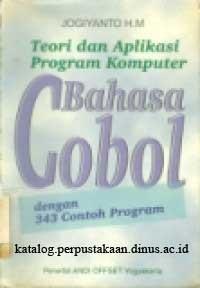 JOGIYANTO H.M
Teori dan Aplikasi
Program Komputer
Bahasa
Cobol
dengan
343 Contoh Program
katalog.perpustakaan.dinus.ac.id
Penerbit ANDI OFFSET Yogyakarta